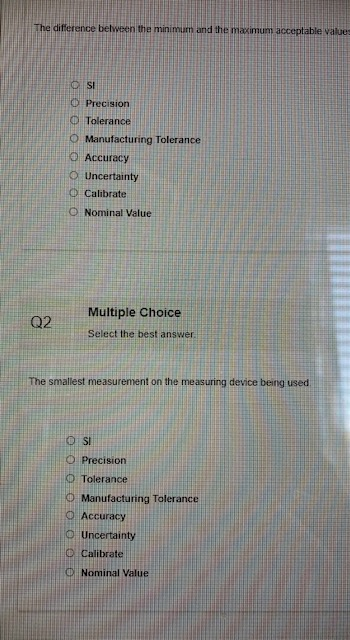 The difference between the minimum and the maximum acceptable values
SI
Precision
Tolerance
Manufacturing Tolerance
Accuracy
Uncertainty
Calibrate
Nominal Value
Q2
Multiple Choice
Select the best answer.
The smallest measurement on the measuring device being used.
SI
Precision
Tolerance
Manufacturing Tolerance
Accuracy
Uncertainty
Calibrate
Nominal Value